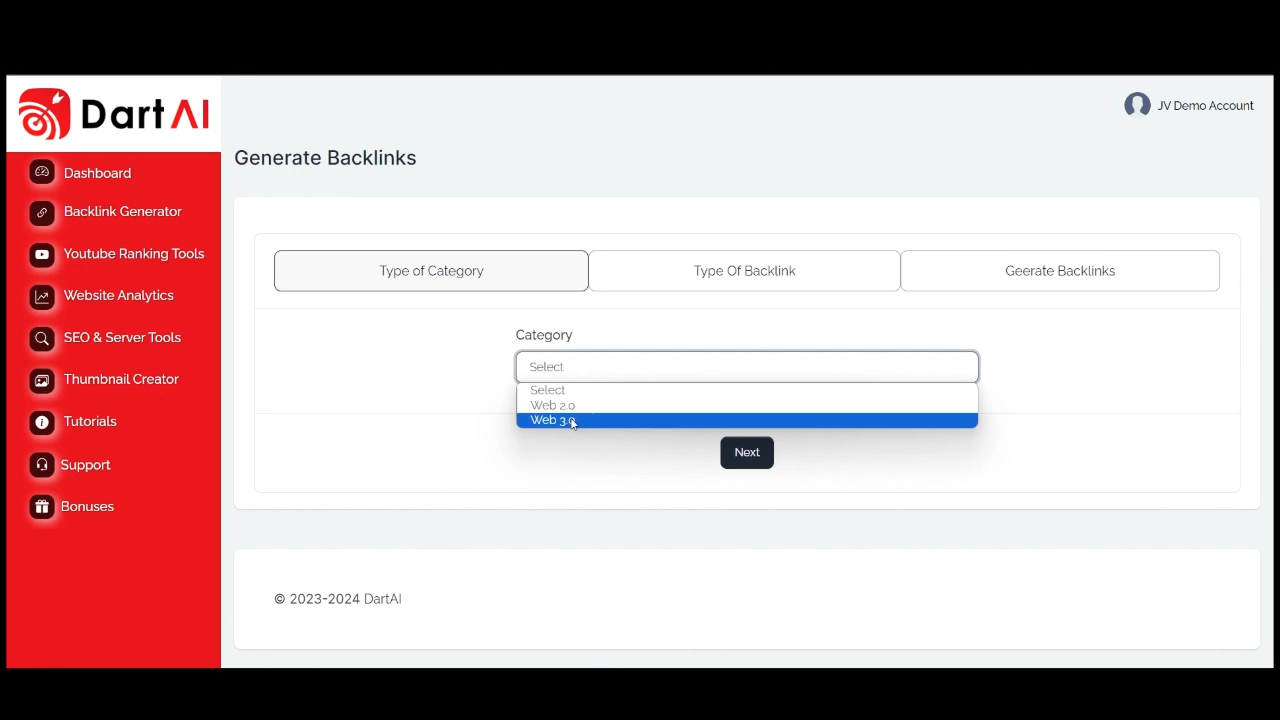 Dart AI
JV Demo Account
Dashboard
Backlink Generator
Youtube Ranking Tools
Website Analytics
SEO & Server Tools
Thumbnail Creator
Tutorials
Support
Bonuses
Generate Backlinks
Type of Category
Type Of Backlink
Geerate Backlinks
Category
Select
Select
Web 2.0
Web 3.0
Next
© 2023-2024 DartAI